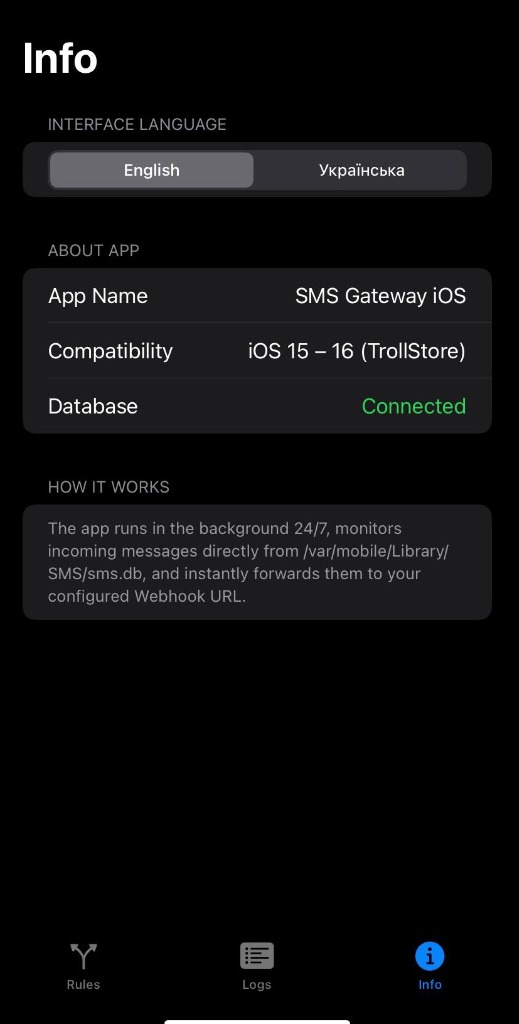 Info
INTERFACE LANGUAGE
English Українська
ABOUT APP
App Name SMS Gateway iOS
Compatibility iOS 15 – 16 (TrollStore)
Database Connected
HOW IT WORKS
The app runs in the background 24/7, monitors
incoming messages directly from /var/mobile/Library/
SMS/sms.db, and instantly forwards them to your
configured Webhook URL.
Rules Logs Info